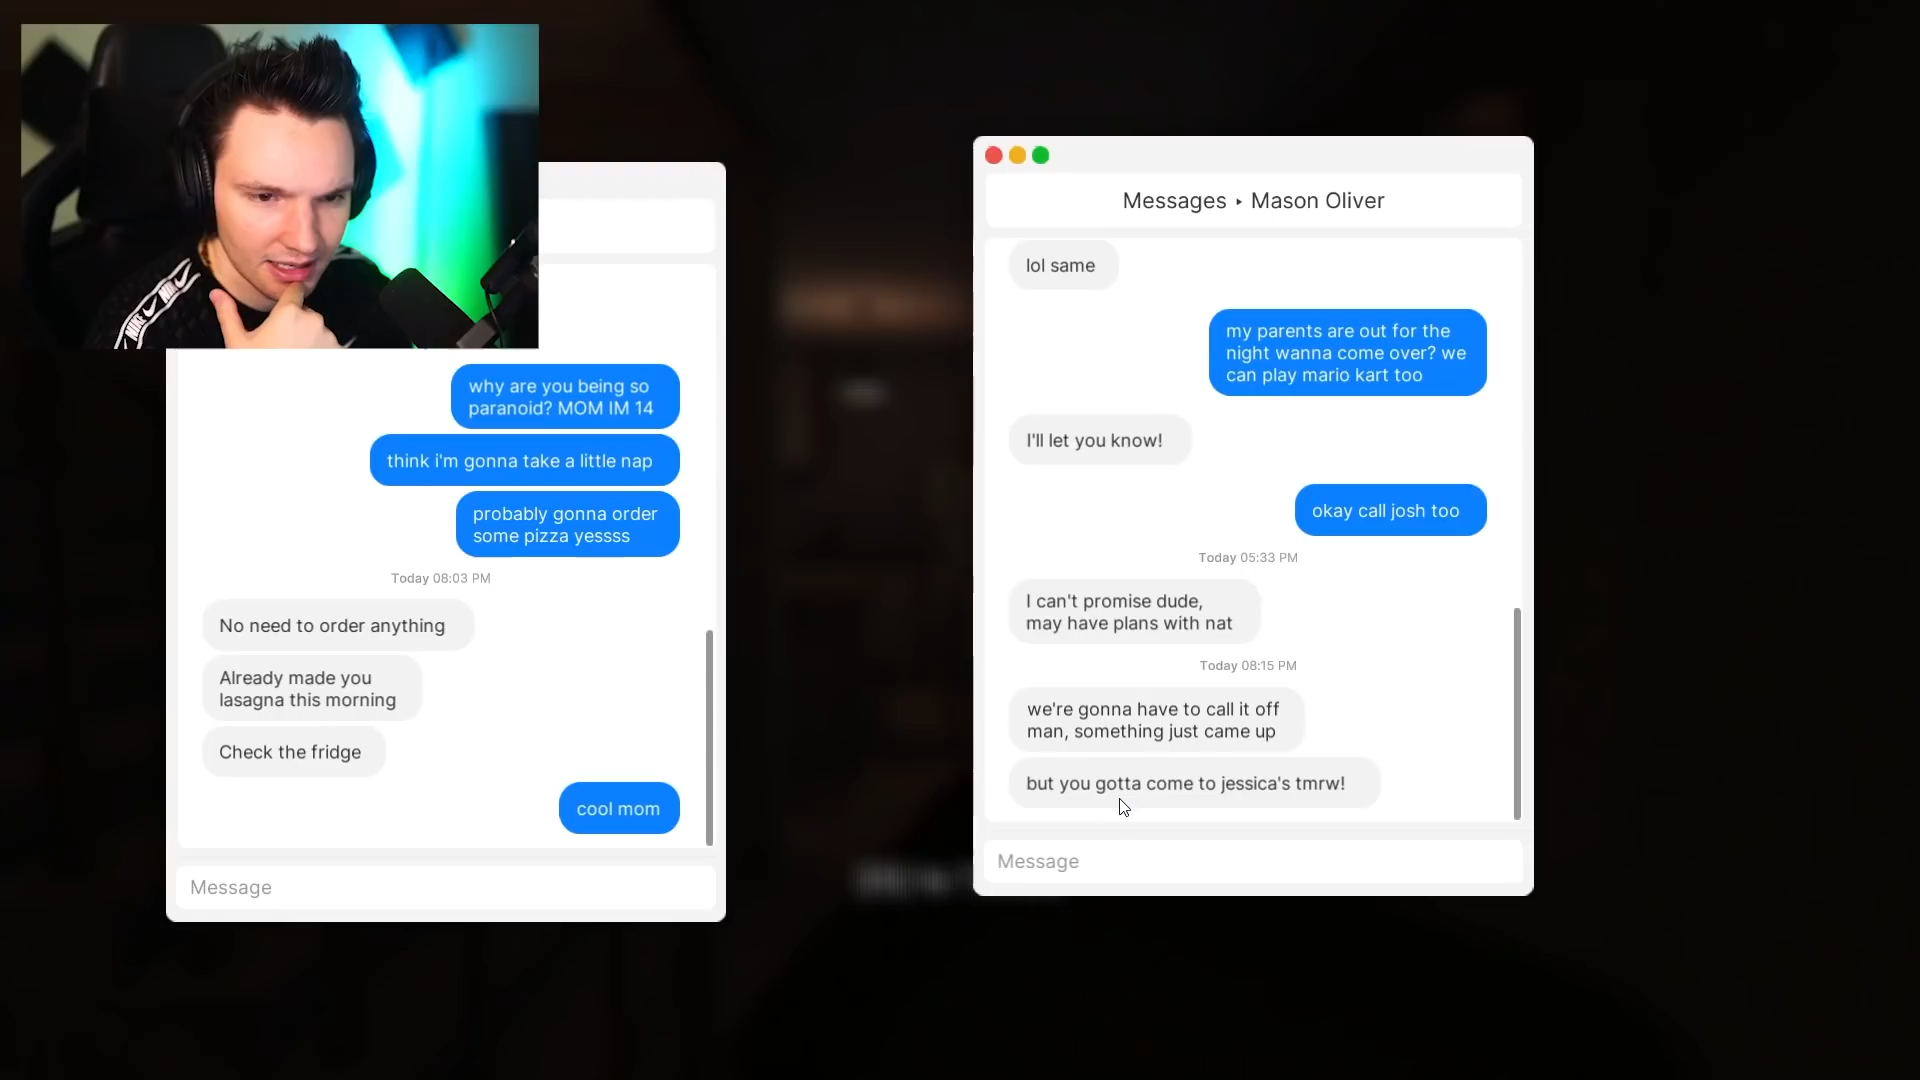 NIKE
why are you being so
paranoid? MOM IM 14
think i'm gonna take a little nap
probably gonna order
some pizza yessss
Today 08:03 PM
No need to order anything
Already made you
lasagna this morning
Check the fridge
cool mom
Message
Messages ▸ Mason Oliver
lol same
my parents are out for the
night wanna come over? we
can play mario kart too
I'll let you know!
okay call josh too
Today 05:33 PM
I can't promise dude,
may have plans with nat
Today 08:15 PM
we're gonna have to call it off
man, something just came up
but you gotta come to jessica's tmrw!
Message